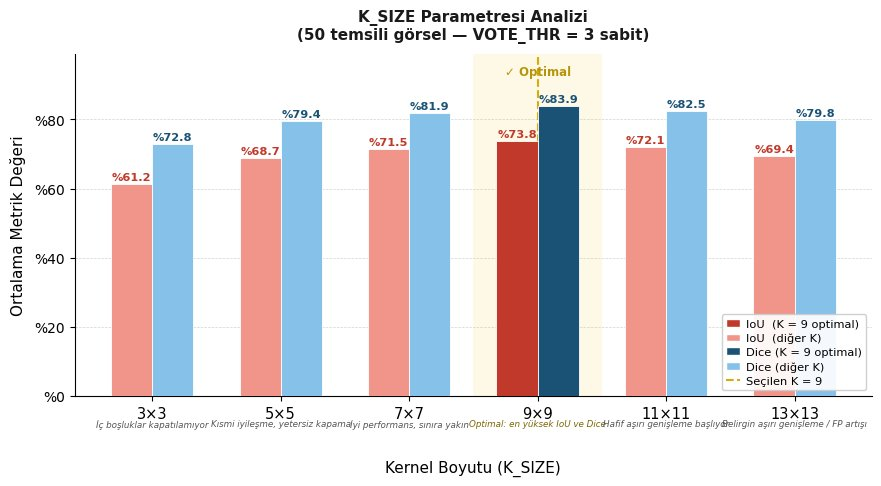 K_SIZE Parametresi Analizi
(50 temsili görsel — VOTE_THR = 3 sabit)
✓ Optimal
Ortalama Metrik Değeri
%80
%60
%40
%20
%0
%61.2 %72.8
%68.7 %79.4
%71.5 %81.9
%73.8 %83.9
%72.1 %82.5
%69.4 %79.8
IoU (K = 9 optimal)
IoU (diğer K)
Dice (K = 9 optimal)
Dice (diğer K)
Seçilen K = 9
3×3 5×5 7×7 9×9 11×11 13×13
İç boşluklar kapatılamıyor Kısmi iyileşme, yetersiz kapama İyi performans, sınıra yakın Optimal: en yüksek IoU ve Dice Hafif aşırı genişleme başlıyor Belirgin aşırı genişleme / FP artışı
Kernel Boyutu (K_SIZE)